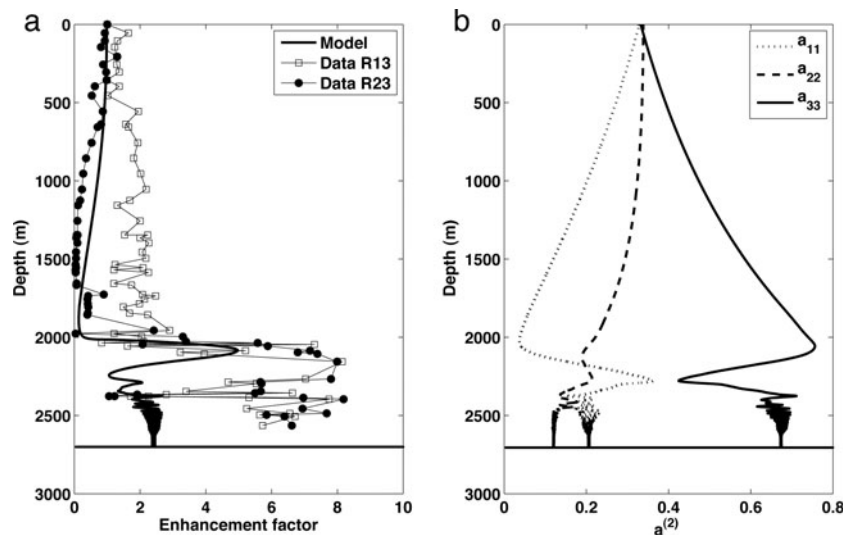 a
0
500
1000
1500
2000
2500
3000
Depth (m)
0 2 4 6 8 10
Enhancement factor
Model
Data R13
Data R23
b
0
500
1000
1500
2000
2500
3000
Depth (m)
0 0.2 0.4 0.6 0.8
a(2)
a11
a22
a33